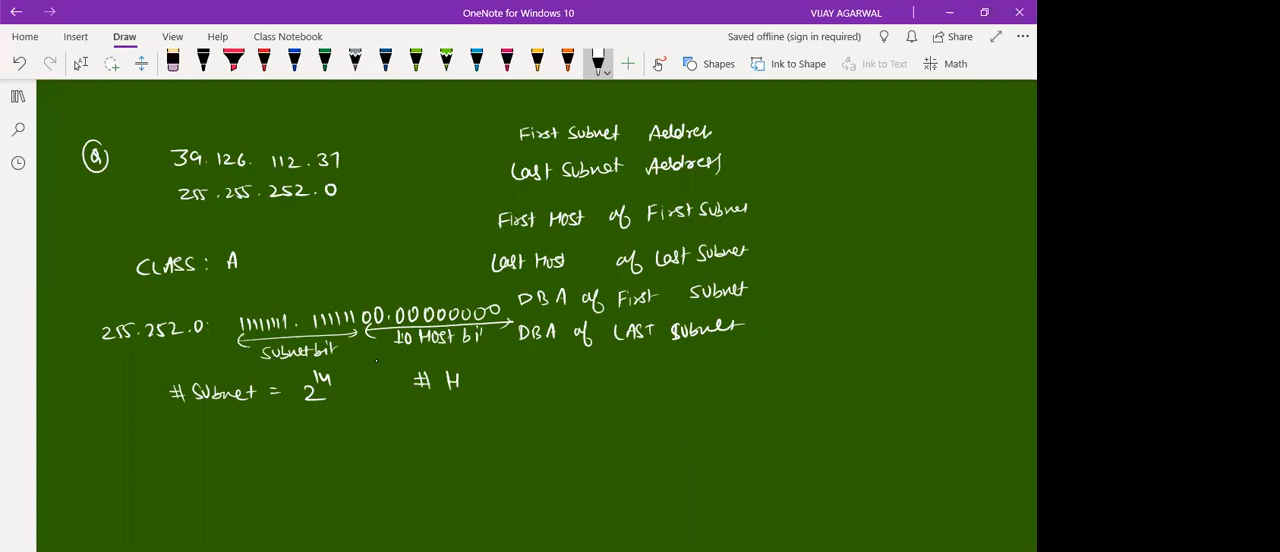 OneNote for Windows 10
VIJAY AGARWAL
Home Insert Draw View Help Class Notebook
Saved offline (sign in required) Share
Shapes Ink to Shape Ink to Text Math
Q 39.126.112.37
255.255.252.0
CLASS: A
255.252.0: 11111111.11111100.00000000
Subnet bit 10 Host bit
# Subnet = 2^14 # H
First Subnet Address
Last Subnet Address
First Host of First Subnet
Last Host of Last Subnet
DBA of First Subnet
DBA of LAST Subnet